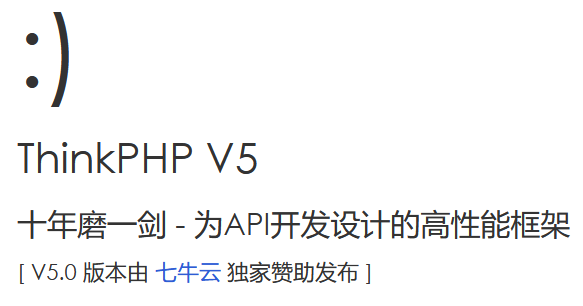 :)
ThinkPHP V5
十年磨一剑 - 为API开发设计的高性能框架
[ V5.0 版本由 七牛云 独家赞助发布 ]